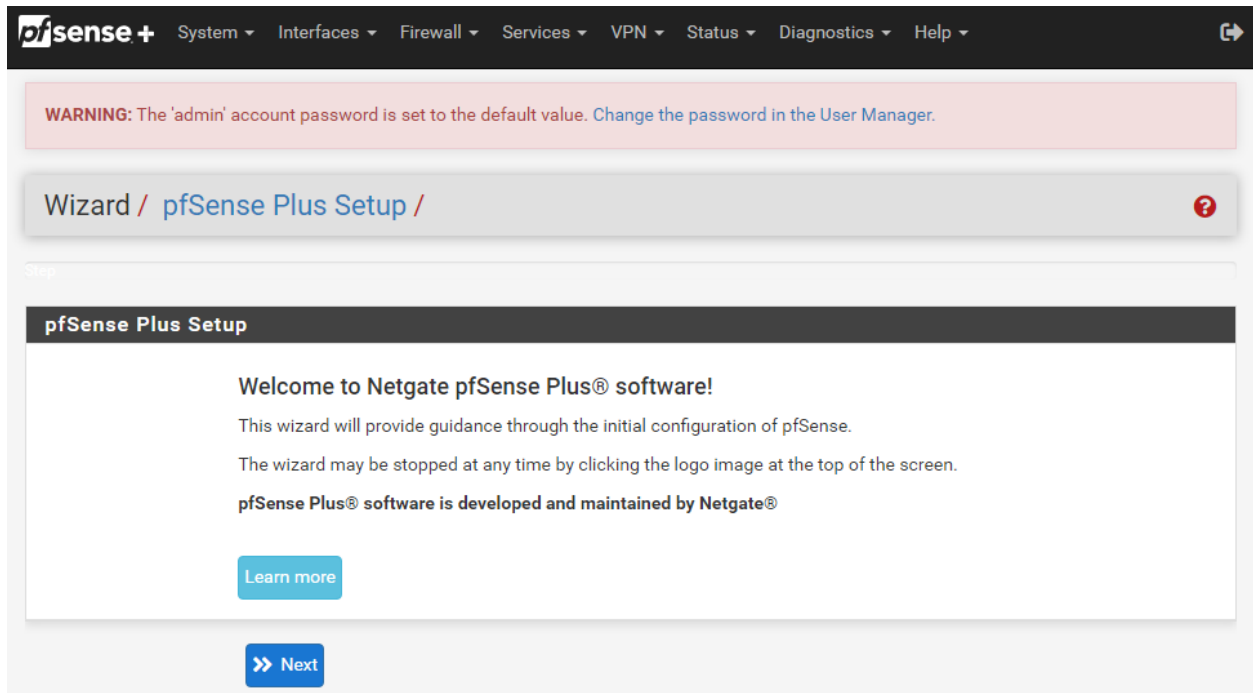 pfsense+ System Interfaces Firewall Services VPN Status Diagnostics Help
WARNING: The 'admin' account password is set to the default value. Change the password in the User Manager.
Wizard / pfSense Plus Setup /
Step
pfSense Plus Setup
Welcome to Netgate pfSense Plus® software!
This wizard will provide guidance through the initial configuration of pfSense.
The wizard may be stopped at any time by clicking the logo image at the top of the screen.
pfSense Plus® software is developed and maintained by Netgate®
Learn more
Next